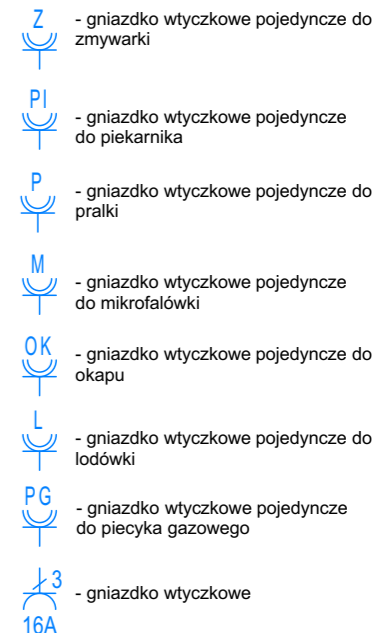 Z
- gniazdko wtyczkowe pojedyncze do
zmywarki
PI
- gniazdko wtyczkowe pojedyncze
do piekarnika
P
- gniazdko wtyczkowe pojedyncze do
pralki
M
- gniazdko wtyczkowe pojedyncze
do mikrofalówki
OK
- gniazdko wtyczkowe pojedyncze do
okapu
L
- gniazdko wtyczkowe pojedyncze do
lodówki
PG
- gniazdko wtyczkowe pojedyncze
do piecyka gazowego
3
- gniazdko wtyczkowe
16A